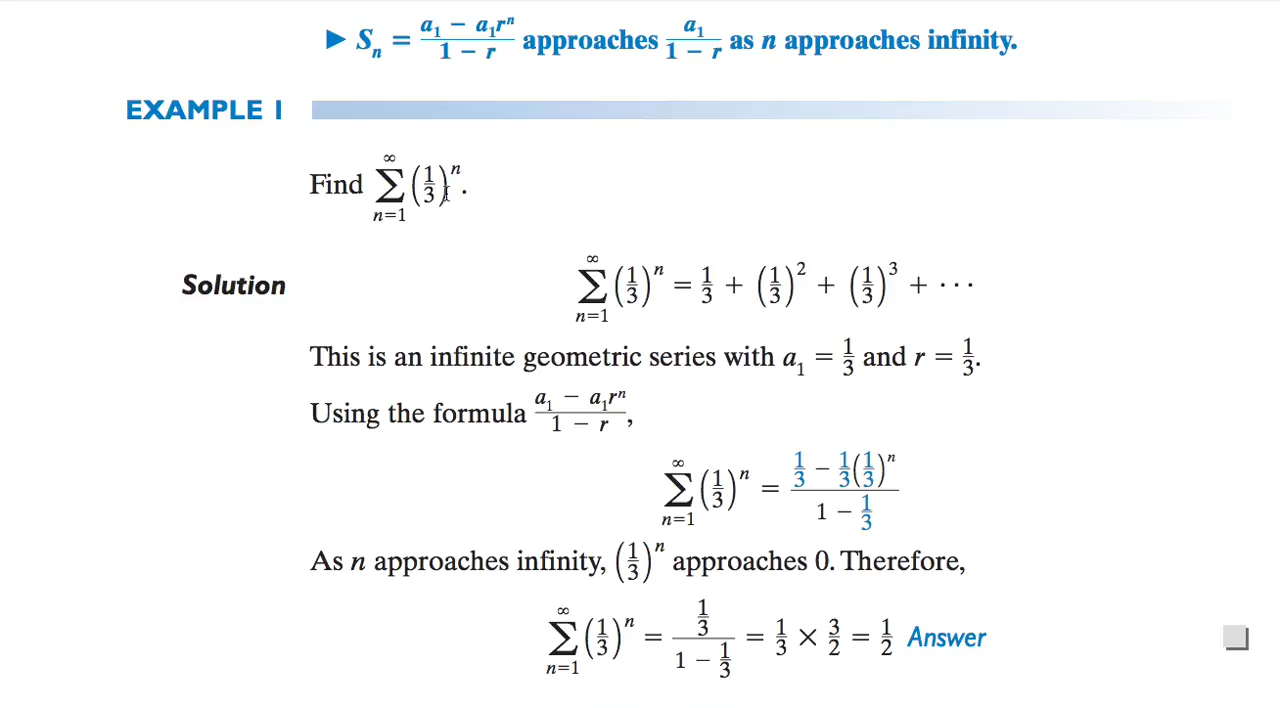 ▶ Sₙ = (a₁ − a₁rⁿ)/(1 − r) approaches a₁/(1 − r) as n approaches infinity.
EXAMPLE 1
Find ∑_{n=1}^{∞} (1/3)ⁿ.
Solution ∑_{n=1}^{∞} (1/3)ⁿ = 1/3 + (1/3)² + (1/3)³ + ⋯
This is an infinite geometric series with a₁ = 1/3 and r = 1/3.
Using the formula (a₁ − a₁rⁿ)/(1 − r),
∑_{n=1}^{∞} (1/3)ⁿ = (1/3 − 1/3(1/3)ⁿ)/(1 − 1/3)
As n approaches infinity, (1/3)ⁿ approaches 0. Therefore,
∑_{n=1}^{∞} (1/3)ⁿ = (1/3)/(1 − 1/3) = 1/3 × 3/2 = 1/2 Answer